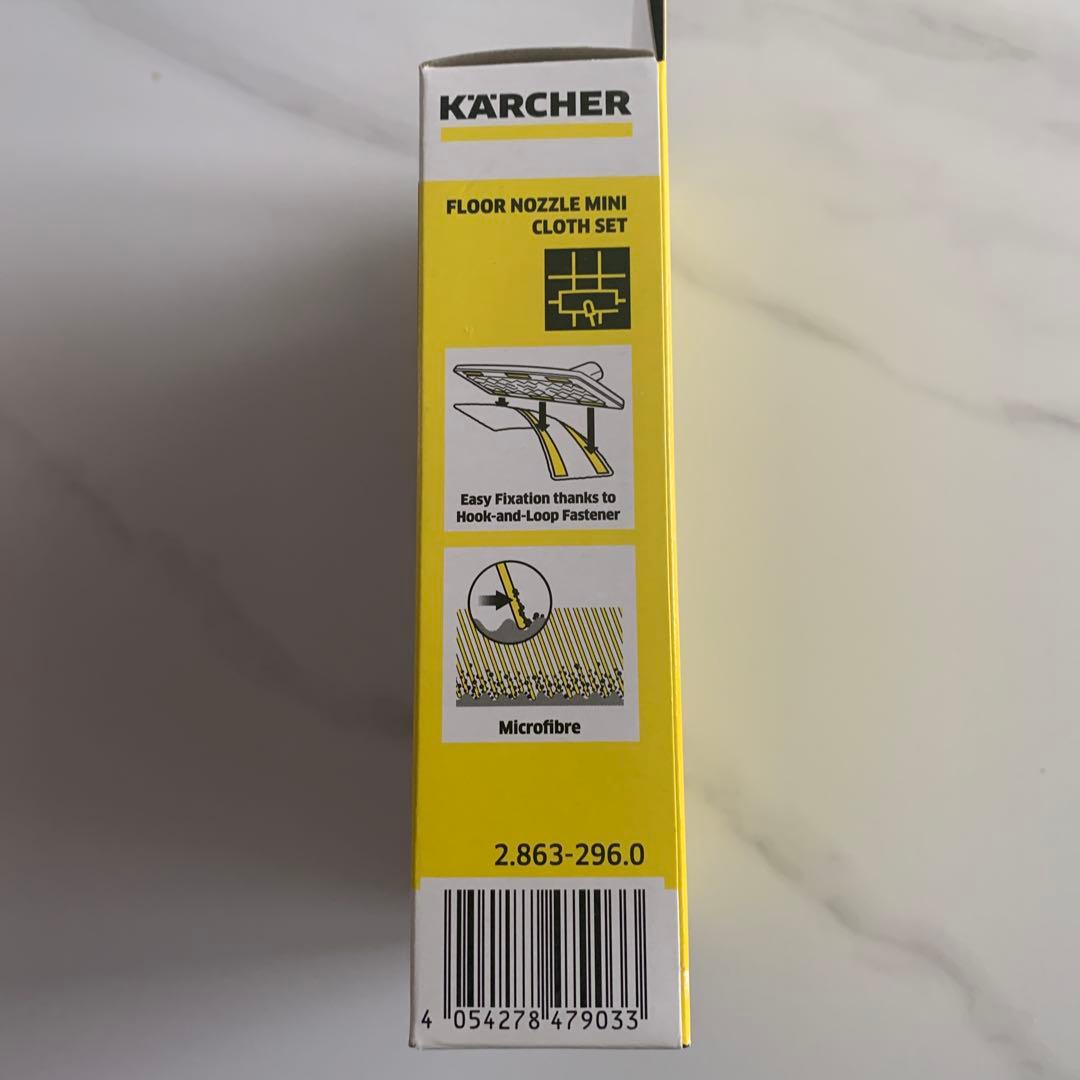 KÄRCHER
FLOOR NOZZLE MINI
CLOTH SET
Easy Fixation thanks to
Hook-and-Loop Fastener
Microfibre
2.863-296.0
4 054278 479033